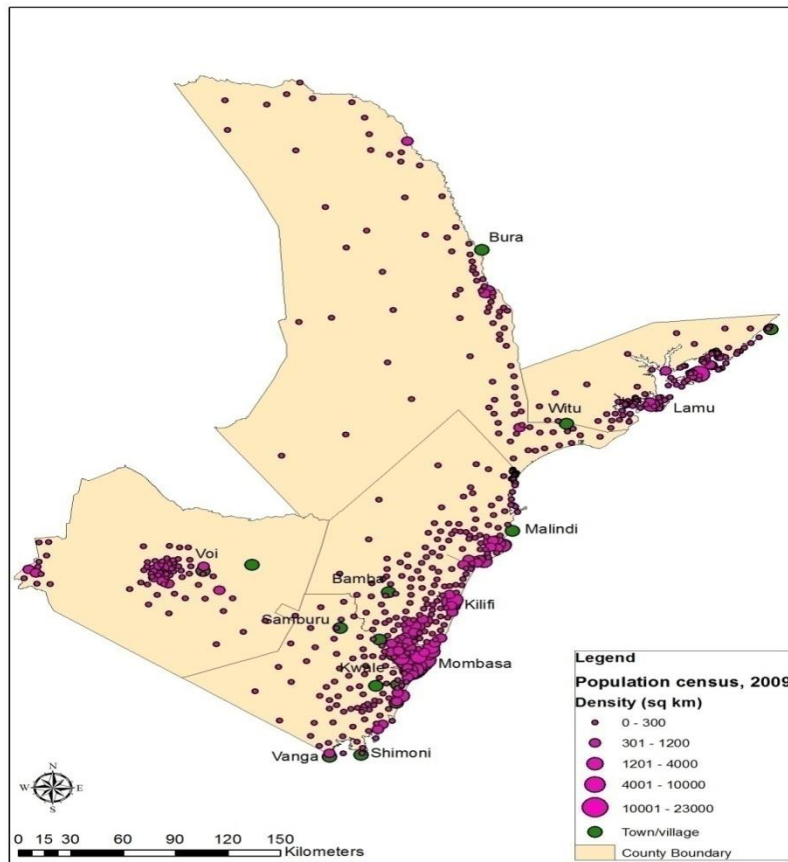 Bura
Witu
Lamu
Malindi
Voi
Bamba
Kilifi
Samburu
Kwale
Mombasa
Vanga
Shimoni
Legend
Population census, 2009
Density (sq km)
0 - 300
301 - 1200
1201 - 4000
4001 - 10000
10001 - 23000
Town/village
County Boundary
N
W E
S
0 15 30 60 90 120 150
Kilometers